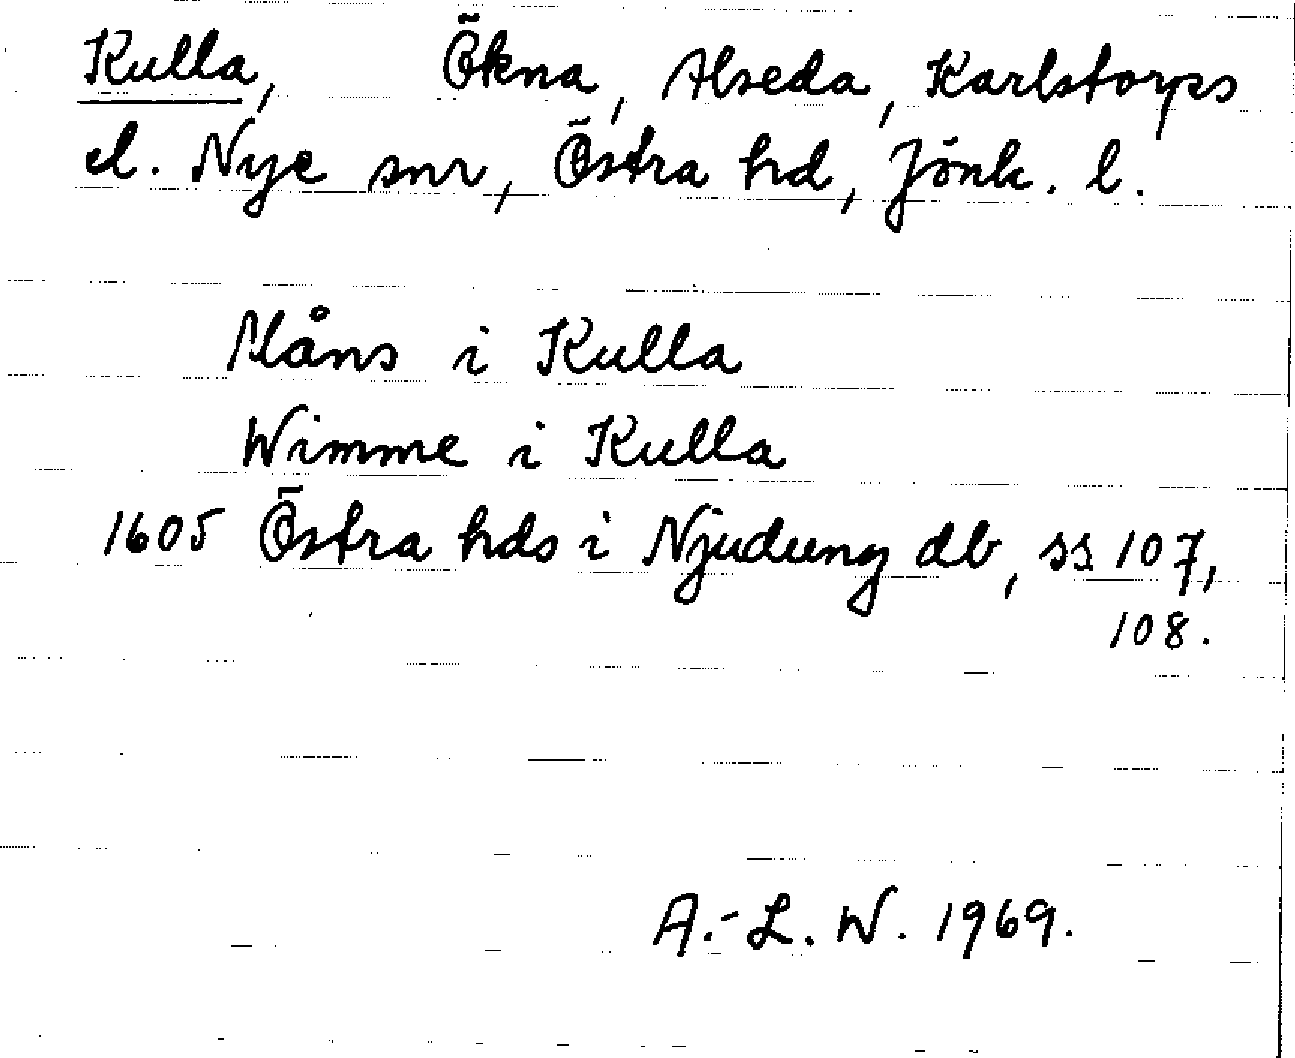 Kulla, Ökna, Alseda, Karlstorps
el. Nye snr, Östra hd, Jönk. l.
Måns i Kulla
Wimme i Kulla
1605 Östra hds i Njudung db, ss 107,
108.
A.-L. W. 1969.